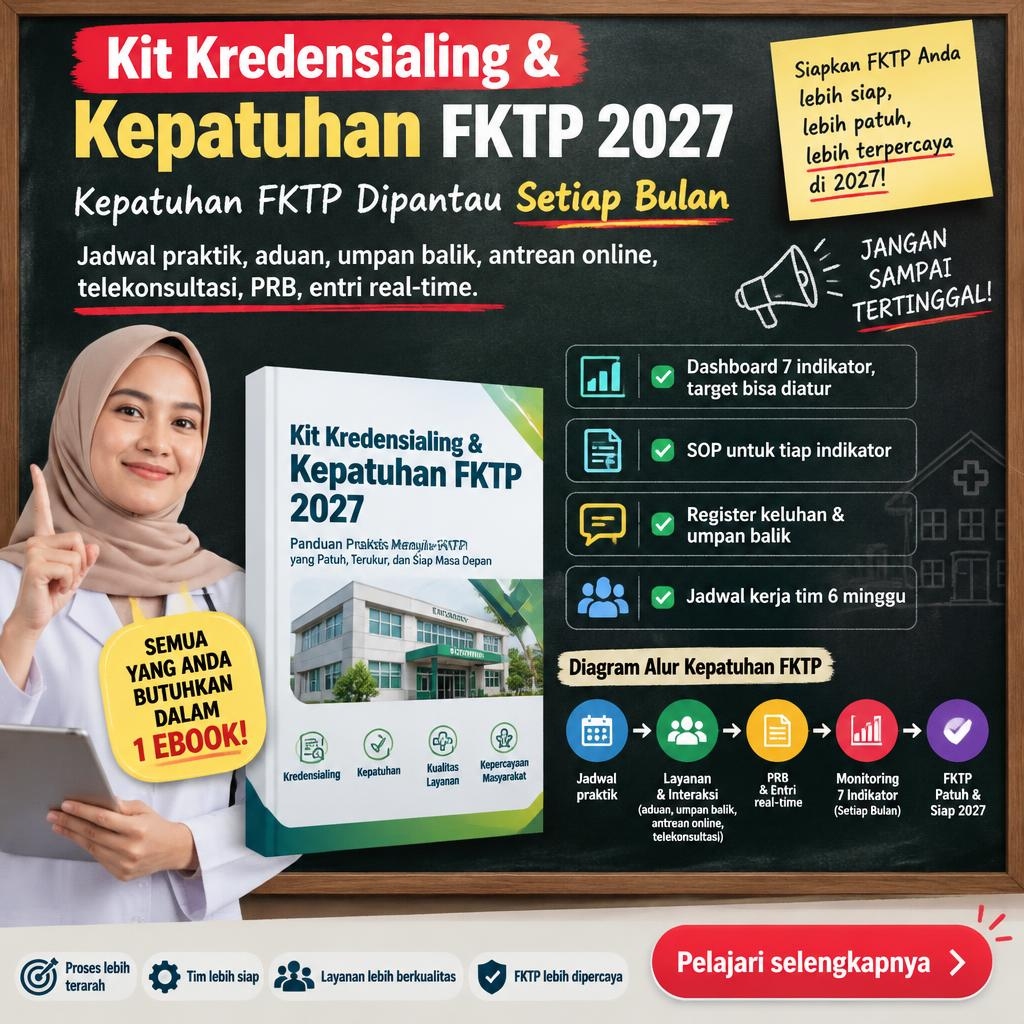 Kit Kredensialing &
Kepatuhan FKTP 2027
Kepatuhan FKTP Dipantau Setiap Bulan
Jadwal praktik, aduan, umpan balik, antrean online,
telekonsultasi, PRB, entri real-time.
Siapkan FKTP Anda
lebih siap,
lebih patuh,
lebih terpercaya
di 2027!
JANGAN
SAMPAI
TERTINGGAL!
Dashboard 7 indikator,
target bisa diatur
SOP untuk tiap indikator
Register keluhan &
umpan balik
Jadwal kerja tim 6 minggu
Kit Kredensialing &
Kepatuhan FKTP
2027
Panduan
yang Patuh, Terukur, dan Siap Masa Depan
Kredensialing
Kepatuhan
Kualitas
Layanan
Kepercayaan
Masyarakat
SEMUA
YANG ANDA
BUTUHKAN
DALAM
1 EBOOK!
Diagram Alur Kepatuhan FKTP
Jadwal
praktik
Layanan
& Interaksi
(aduan, umpan balik,
antrean online,
telekonsultasi)
PRB
& Entri
real-time
Monitoring
7 Indikator
(Setiap Bulan)
FKTP
Patuh &
Siap 2027
Proses lebih
terarah
Tim lebih siap
Layanan lebih berkualitas
FKTP lebih dipercaya
Pelajari selengkapnya